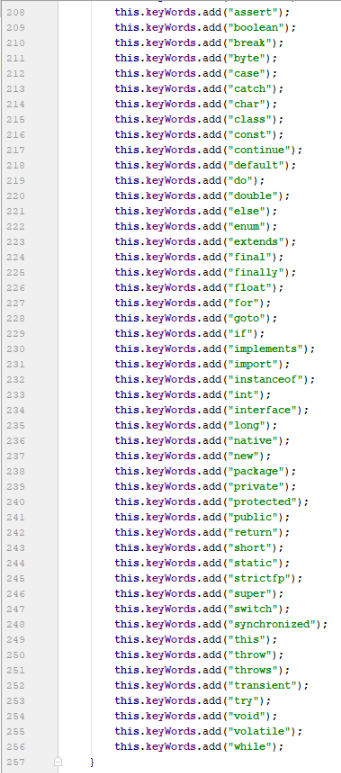 208 this.keyWords.add("assert");
209 this.keyWords.add("boolean");
210 this.keyWords.add("break");
211 this.keyWords.add("byte");
212 this.keyWords.add("case");
213 this.keyWords.add("catch");
214 this.keyWords.add("char");
215 this.keyWords.add("class");
216 this.keyWords.add("const");
217 this.keyWords.add("continue");
218 this.keyWords.add("default");
219 this.keyWords.add("do");
220 this.keyWords.add("double");
221 this.keyWords.add("else");
222 this.keyWords.add("enum");
223 this.keyWords.add("extends");
224 this.keyWords.add("final");
225 this.keyWords.add("finally");
226 this.keyWords.add("float");
227 this.keyWords.add("for");
228 this.keyWords.add("goto");
229 this.keyWords.add("if");
230 this.keyWords.add("implements");
231 this.keyWords.add("import");
232 this.keyWords.add("instanceof");
233 this.keyWords.add("int");
234 this.keyWords.add("interface");
235 this.keyWords.add("long");
236 this.keyWords.add("native");
237 this.keyWords.add("new");
238 this.keyWords.add("package");
239 this.keyWords.add("private");
240 this.keyWords.add("protected");
241 this.keyWords.add("public");
242 this.keyWords.add("return");
243 this.keyWords.add("short");
244 this.keyWords.add("static");
245 this.keyWords.add("strictfp");
246 this.keyWords.add("super");
247 this.keyWords.add("switch");
248 this.keyWords.add("synchronized");
249 this.keyWords.add("this");
250 this.keyWords.add("throw");
251 this.keyWords.add("throws");
252 this.keyWords.add("transient");
253 this.keyWords.add("try");
254 this.keyWords.add("void");
255 this.keyWords.add("volatile");
256 this.keyWords.add("while");
257 }